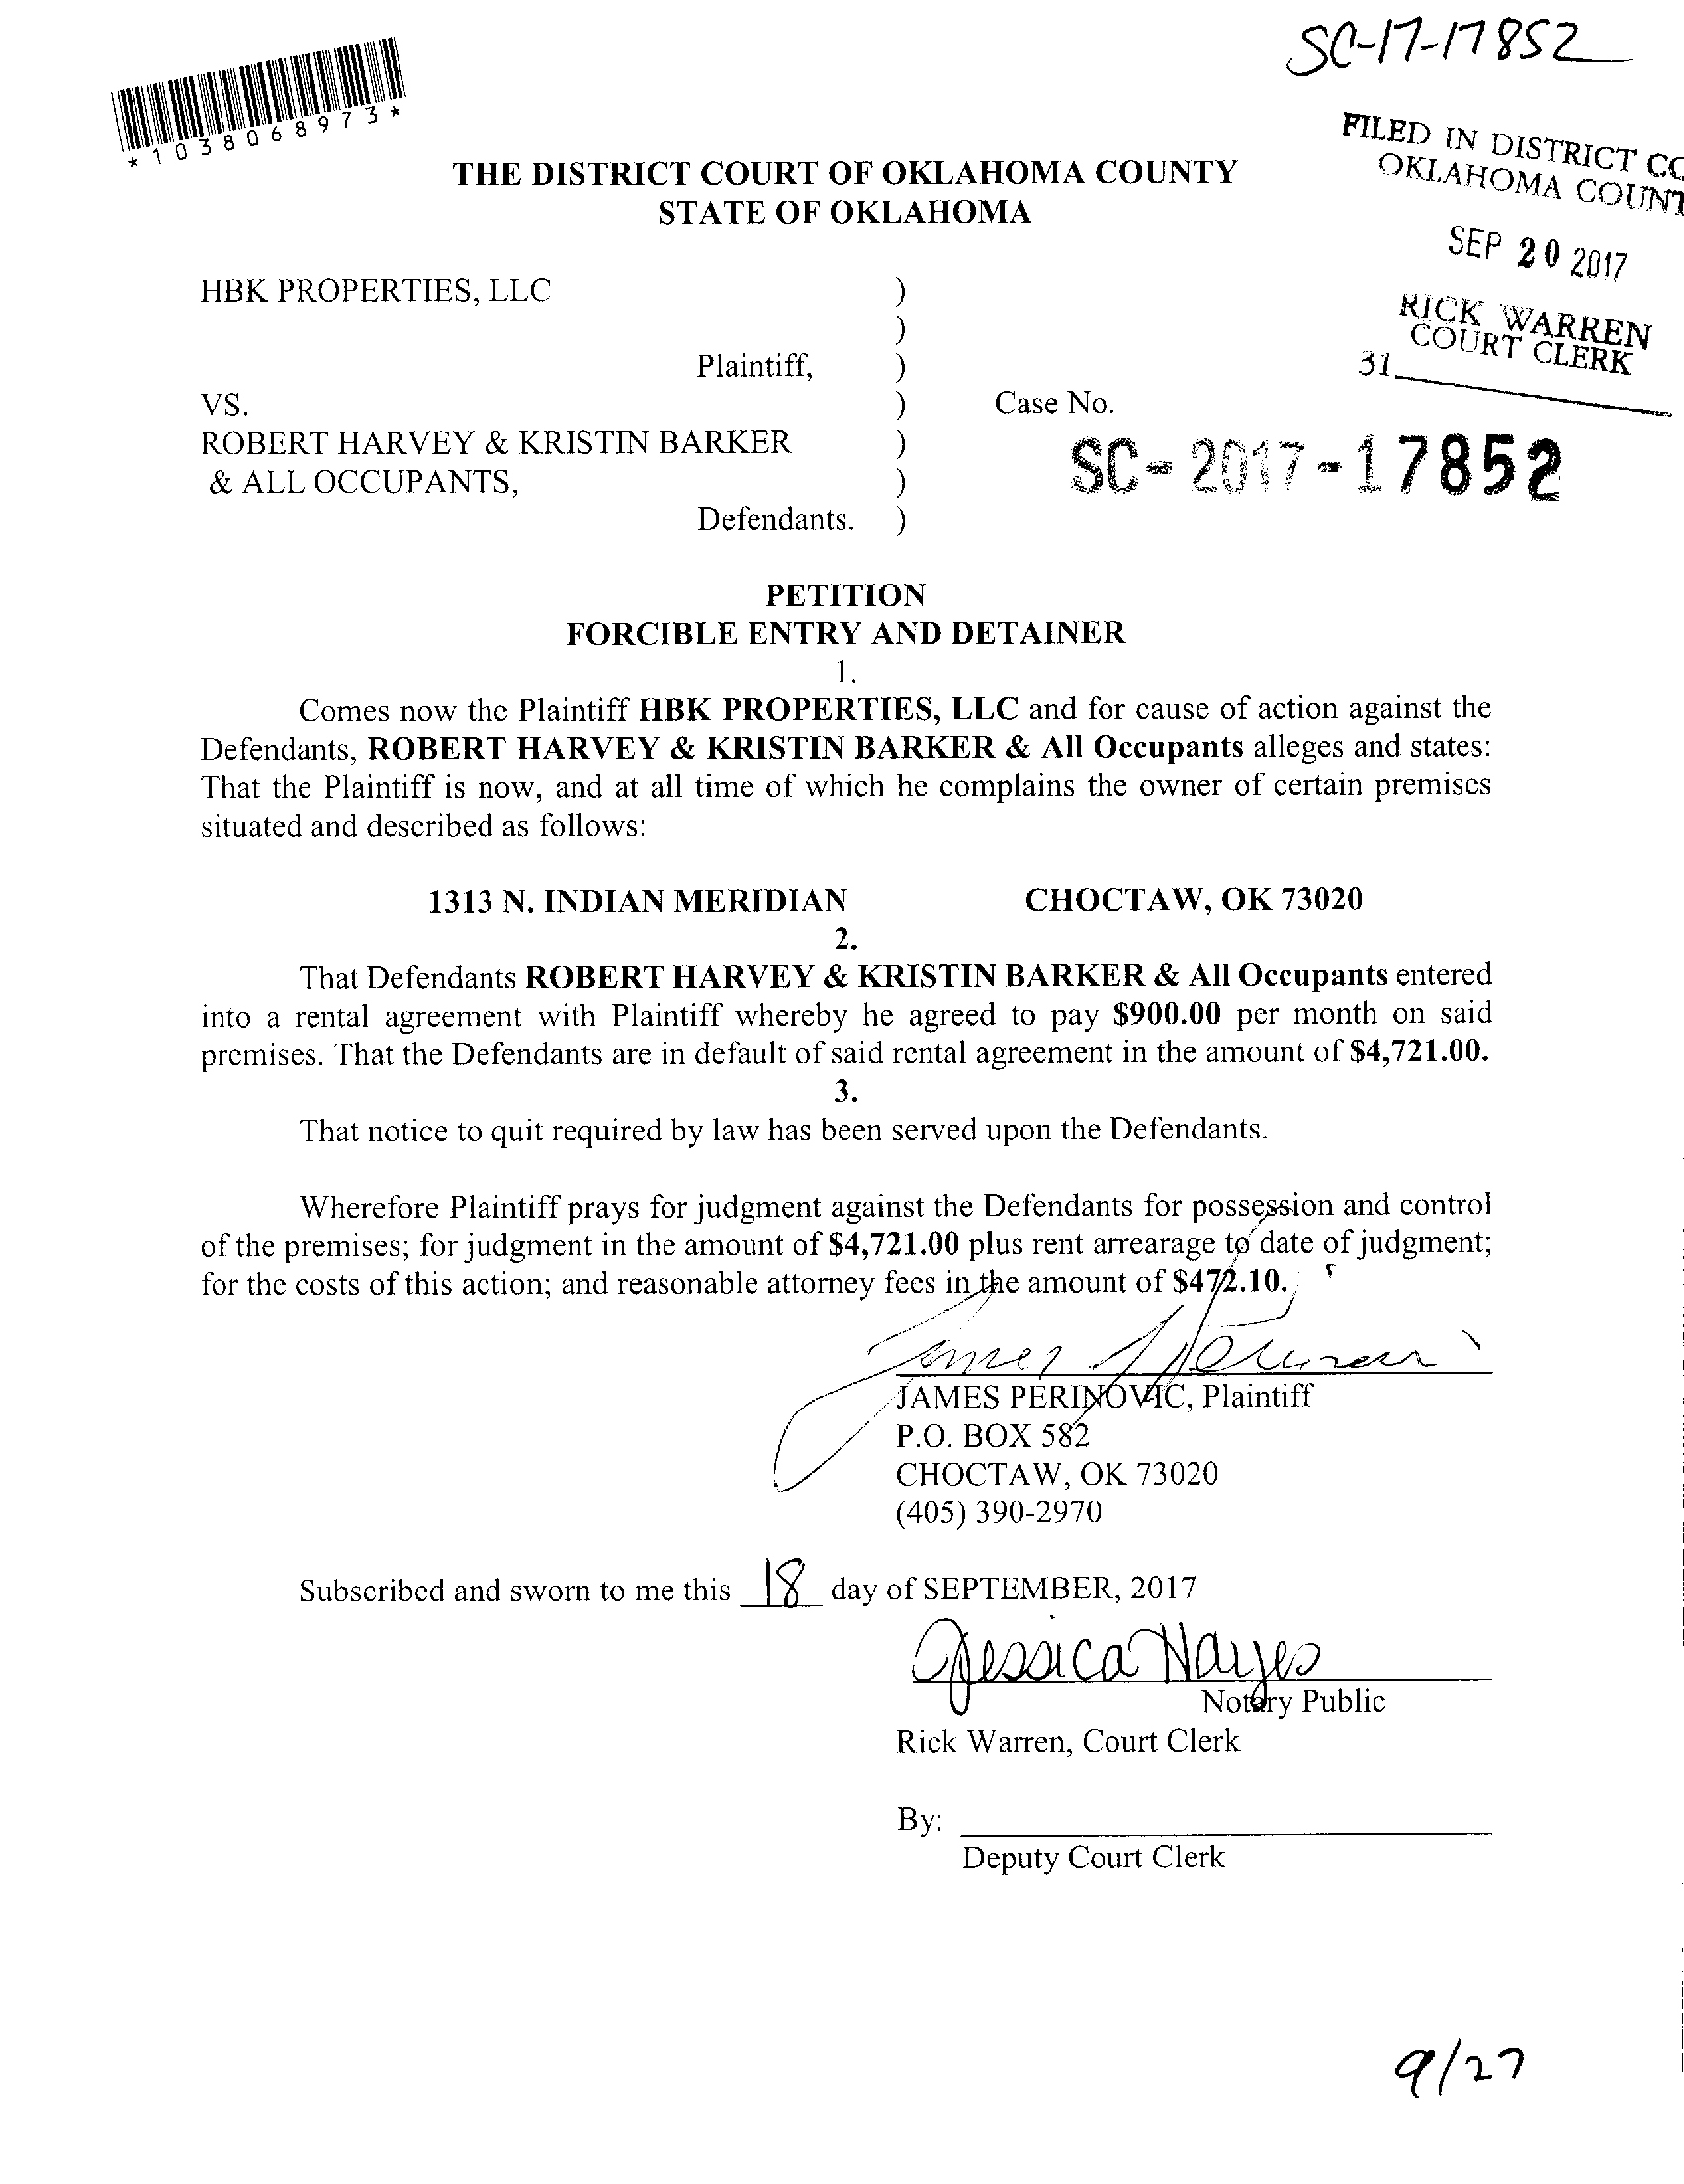 SC-17-17852
*1038068973*
FILED IN DISTRICT CO
OKLAHOMA COUNT
SEP 20 2017
RICK WARREN
COURT CLERK
31
THE DISTRICT COURT OF OKLAHOMA COUNTY
STATE OF OKLAHOMA
HBK PROPERTIES, LLC )
)
Plaintiff, )
VS. ) Case No.
ROBERT HARVEY & KRISTIN BARKER )
SC-2017-17852
& ALL OCCUPANTS, )
Defendants. )
PETITION
FORCIBLE ENTRY AND DETAINER
1.
Comes now the Plaintiff HBK PROPERTIES, LLC and for cause of action against the
Defendants, ROBERT HARVEY & KRISTIN BARKER & All Occupants alleges and states:
That the Plaintiff is now, and at all time of which he complains the owner of certain premises
situated and described as follows:
1313 N. INDIAN MERIDIAN CHOCTAW, OK 73020
2.
That Defendants ROBERT HARVEY & KRISTIN BARKER & All Occupants entered
into a rental agreement with Plaintiff whereby he agreed to pay $900.00 per month on said
premises. That the Defendants are in default of said rental agreement in the amount of $4,721.00.
3.
That notice to quit required by law has been served upon the Defendants.
Wherefore Plaintiff prays for judgment against the Defendants for possession and control
of the premises; for judgment in the amount of $4,721.00 plus rent arrearage to date of judgment;
for the costs of this action; and reasonable attorney fees in the amount of $472.10.
JAMES PERINOVIC, Plaintiff
P.O. BOX 582
CHOCTAW, OK 73020
(405) 390-2970
Subscribed and sworn to me this 18 day of SEPTEMBER, 2017
Jessica Hayes
Notary Public
Rick Warren, Court Clerk
By:
Deputy Court Clerk
9/27